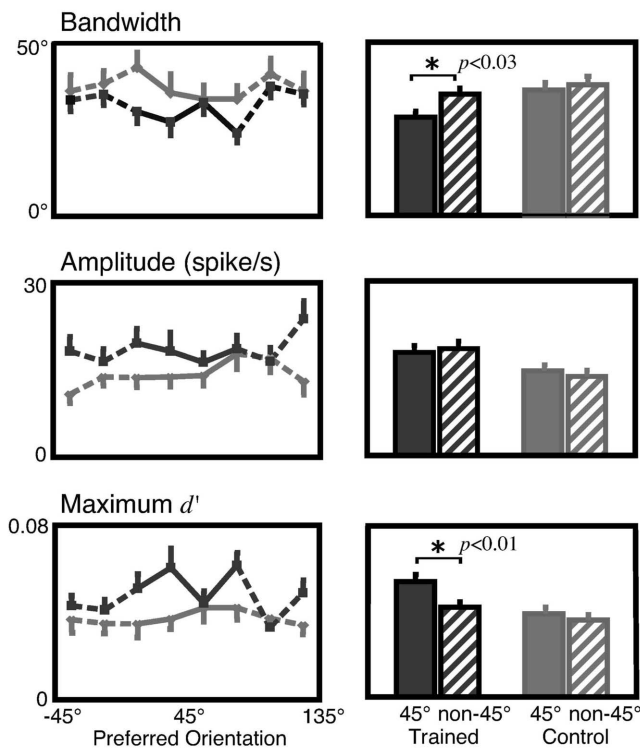 Bandwidth
50°
0°
* p<0.03
Amplitude (spike/s)
30
0
Maximum d'
0.08
0
* p<0.01
-45° 45° 135°
Preferred Orientation
45° non-45° 45° non-45°
Trained Control